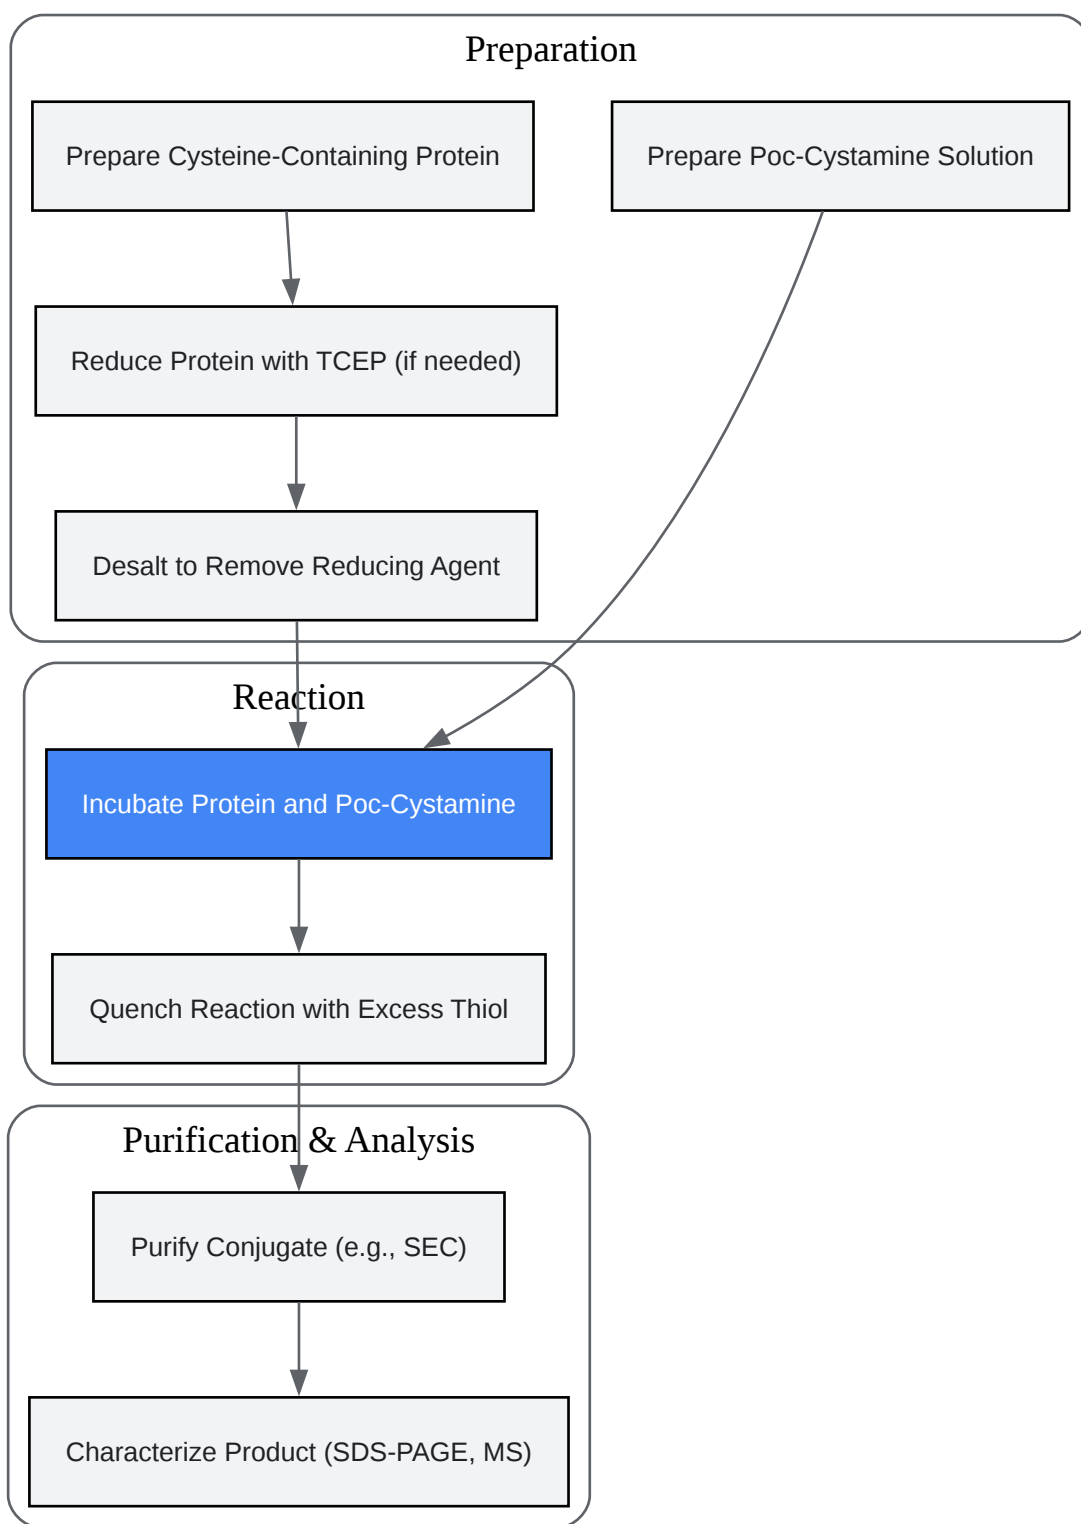 Preparation
Prepare Cysteine-Containing Protein
Prepare Poc-Cystamine Solution
Reduce Protein with TCEP (if needed)
Desalt to Remove Reducing Agent
Reaction
Incubate Protein and Poc-Cystamine
Quench Reaction with Excess Thiol
Purification & Analysis
Purify Conjugate (e.g., SEC)
Characterize Product (SDS-PAGE, MS)